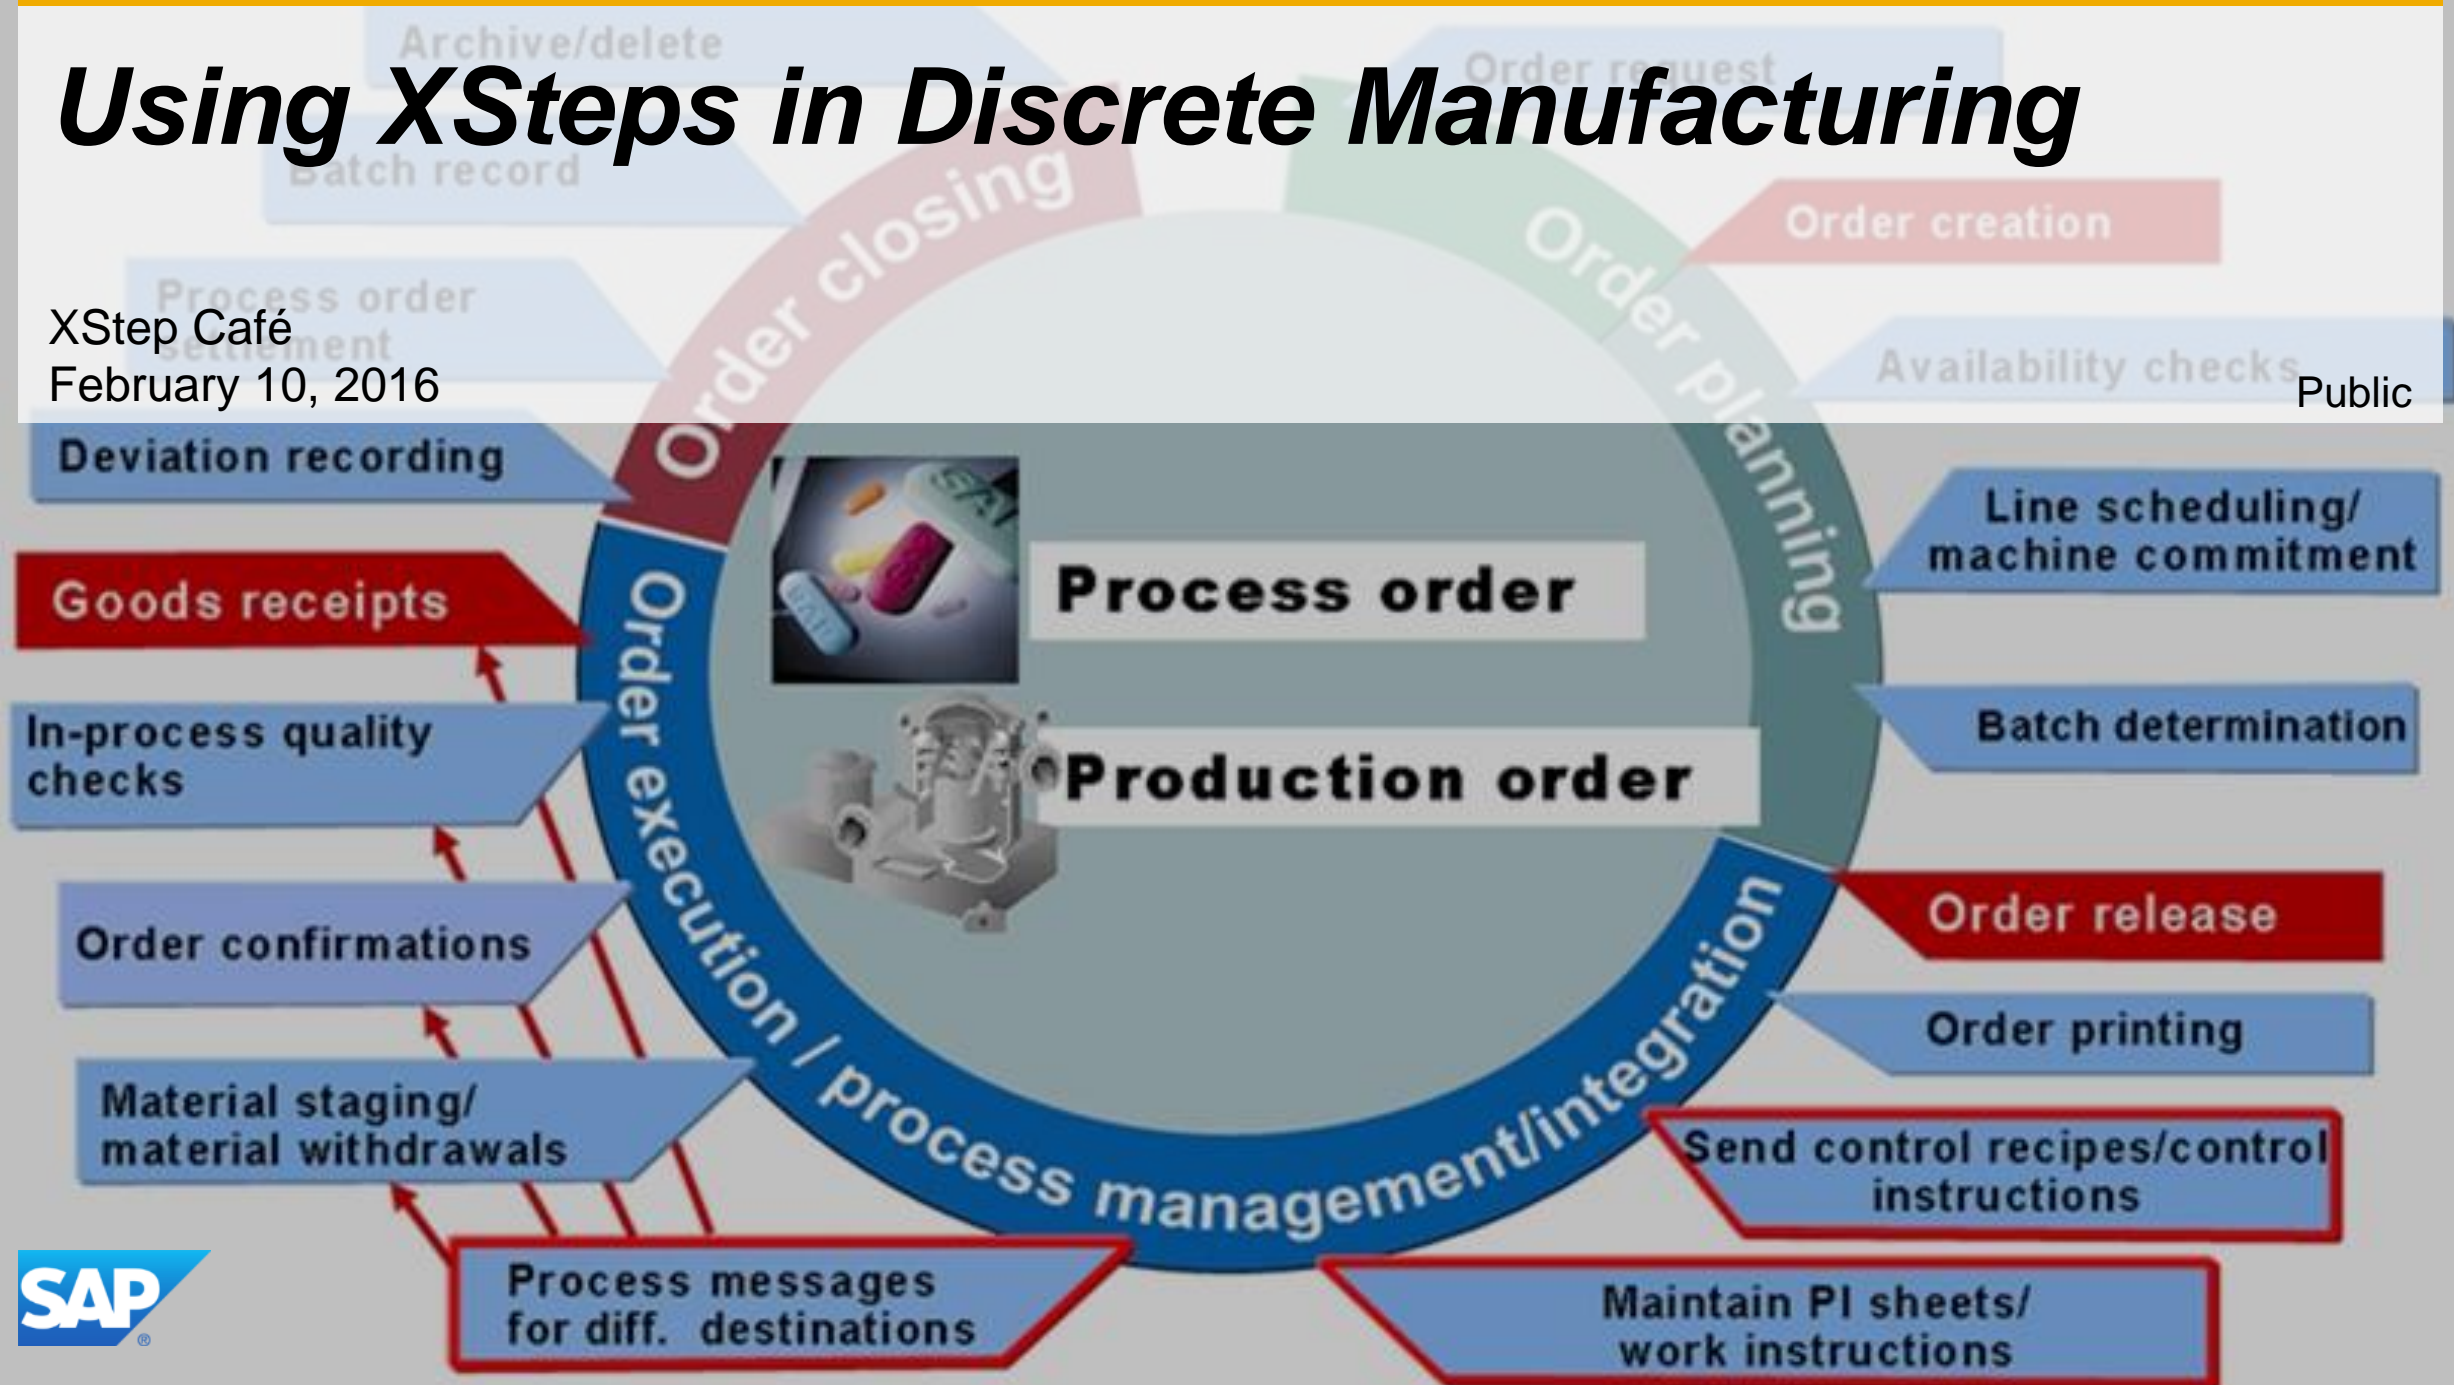 Using XSteps in Discrete Manufacturing
XStep Café
February 10, 2016
Public
Archive/delete
Batch record
Process order
settlement
Deviation recording
Goods receipts
In-process quality
checks
Order confirmations
Material staging/
material withdrawals
Process messages
for diff. destinations
Order closing
Order planning
Order execution / process management/integration
SAP
Process order
Production order
Order request
Order creation
Availability checks
Line scheduling/
machine commitment
Batch determination
Order release
Order printing
Send control recipes/control
instructions
Maintain PI sheets/
work instructions
SAP
®